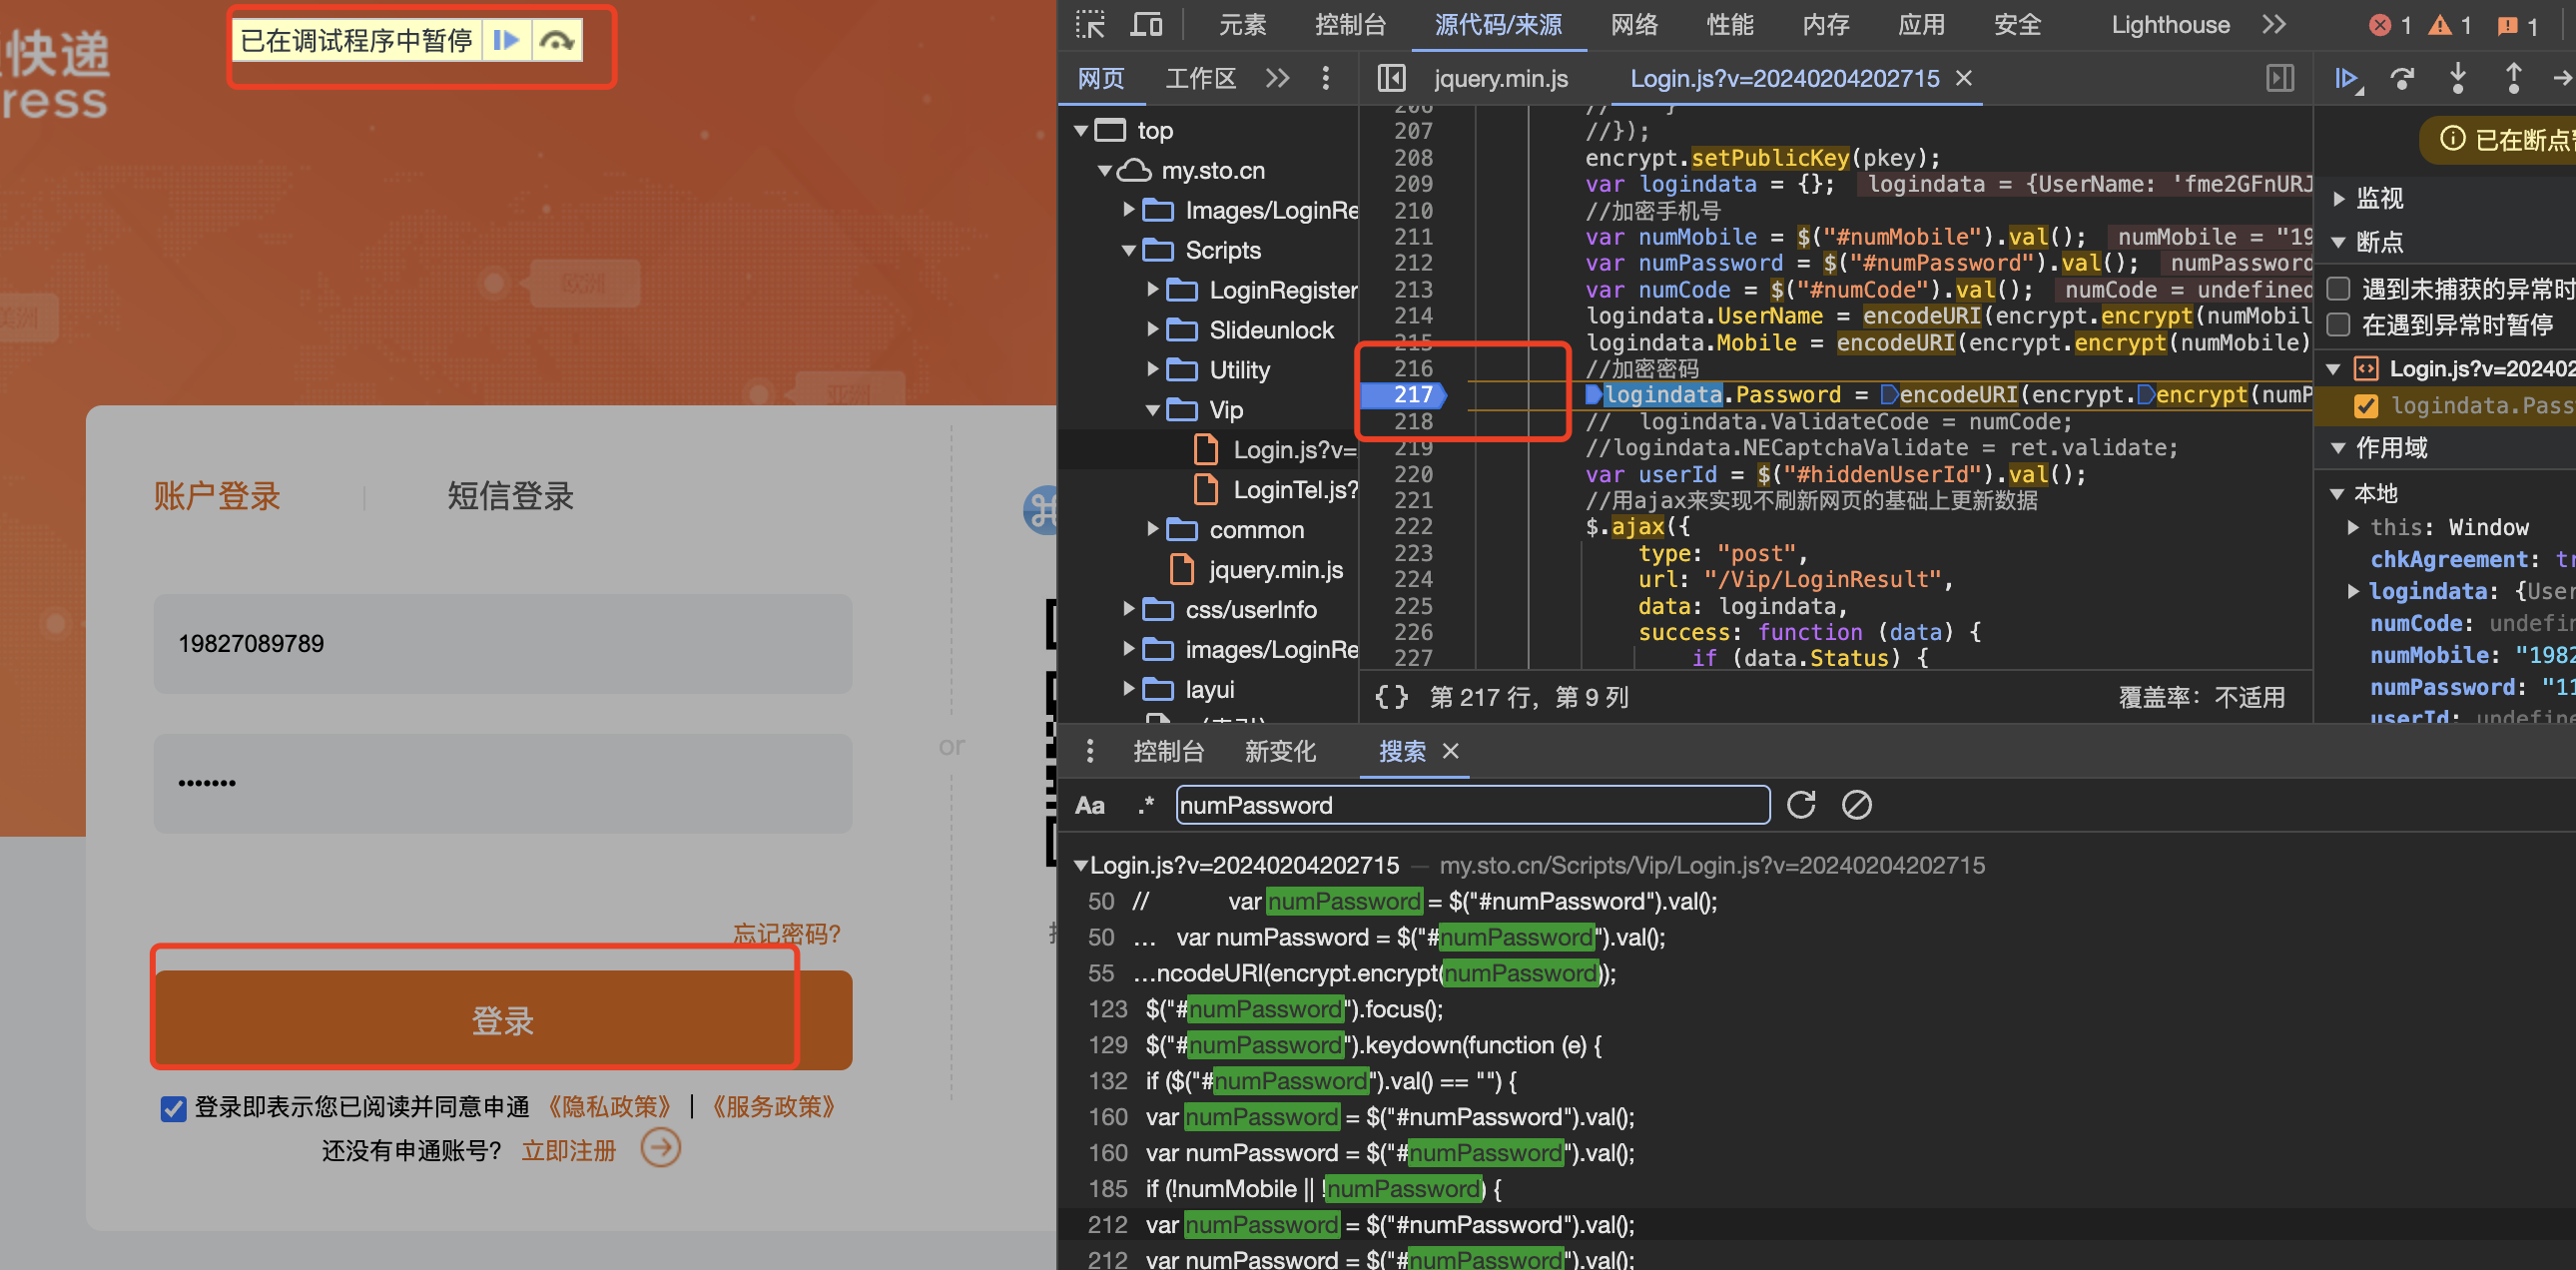 快递
ress
已在调试程序中暂停
欧洲
美洲
亚洲
账户登录
短信登录
19827089789
•••••••
or
忘记密码?
登录
登录即表示您已阅读并同意申通 《隐私政策》 | 《服务政策》
还没有申通账号? 立即注册
元素 控制台 源代码/来源 网络 性能 内存 应用 安全 Lighthouse 1 1 1
网页 工作区
jquery.min.js Login.js?v=20240204202715
top
my.sto.cn
Images/LoginRe
Scripts
LoginRegister
Slideunlock
Utility
Vip
Login.js?v=
LoginTel.js?
common
jquery.min.js
css/userInfo
images/LoginRe
layui
206 // }
207 //});
208 encrypt.setPublicKey(pkey);
209 var logindata = {}; logindata = {UserName: 'fme2GFnURJ
210 //加密手机号
211 var numMobile = $("#numMobile").val(); numMobile = "19
212 var numPassword = $("#numPassword").val(); numPassword
213 var numCode = $("#numCode").val(); numCode = undefined
214 logindata.UserName = encodeURI(encrypt.encrypt(numMobil
215 logindata.Mobile = encodeURI(encrypt.encrypt(numMobile)
216 //加密密码
217 logindata.Password = encodeURI(encrypt.encrypt(numP
218 // logindata.ValidateCode = numCode;
219 //logindata.NECaptchaValidate = ret.validate;
220 var userId = $("#hiddenUserId").val();
221 //用ajax来实现不刷新网页的基础上更新数据
222 $.ajax({
223 type: "post",
224 url: "/Vip/LoginResult",
225 data: logindata,
226 success: function (data) {
227 if (data.Status) {
{} 第 217 行，第 9 列 覆盖率：不适用
已在断点暂
监视
断点
遇到未捕获的异常时
在遇到异常时暂停
Login.js?v=202402
logindata.Pass
作用域
本地
this: Window
chkAgreement: tr
logindata: {User
numCode: undefin
numMobile: "1982
numPassword: "11
userId: undefine
控制台 新变化 搜索
Aa .* numPassword
Login.js?v=20240204202715 — my.sto.cn/Scripts/Vip/Login.js?v=20240204202715
50 // var numPassword = $("#numPassword").val();
50 … var numPassword = $("#numPassword").val();
55 …ncodeURI(encrypt.encrypt(numPassword));
123 $("#numPassword").focus();
129 $("#numPassword").keydown(function (e) {
132 if ($("#numPassword").val() == "") {
160 var numPassword = $("#numPassword").val();
160 var numPassword = $("#numPassword").val();
185 if (!numMobile || !numPassword) {
212 var numPassword = $("#numPassword").val();
212 var numPassword = $("#numPassword").val();